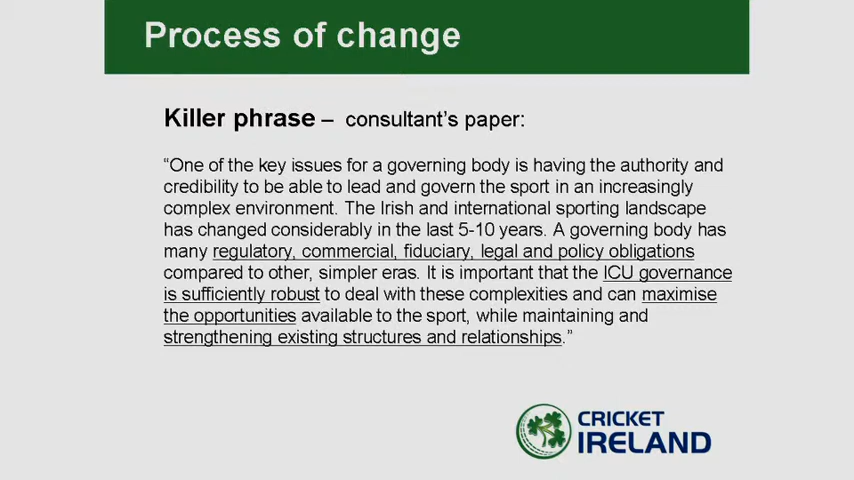 Process of change
Killer phrase – consultant's paper:
“One of the key issues for a governing body is having the authority and
credibility to be able to lead and govern the sport in an increasingly
complex environment. The Irish and international sporting landscape
has changed considerably in the last 5-10 years. A governing body has
many regulatory, commercial, fiduciary, legal and policy obligations
compared to other, simpler eras. It is important that the ICU governance
is sufficiently robust to deal with these complexities and can maximise
the opportunities available to the sport, while maintaining and
strengthening existing structures and relationships.”
CRICKET
IRELAND